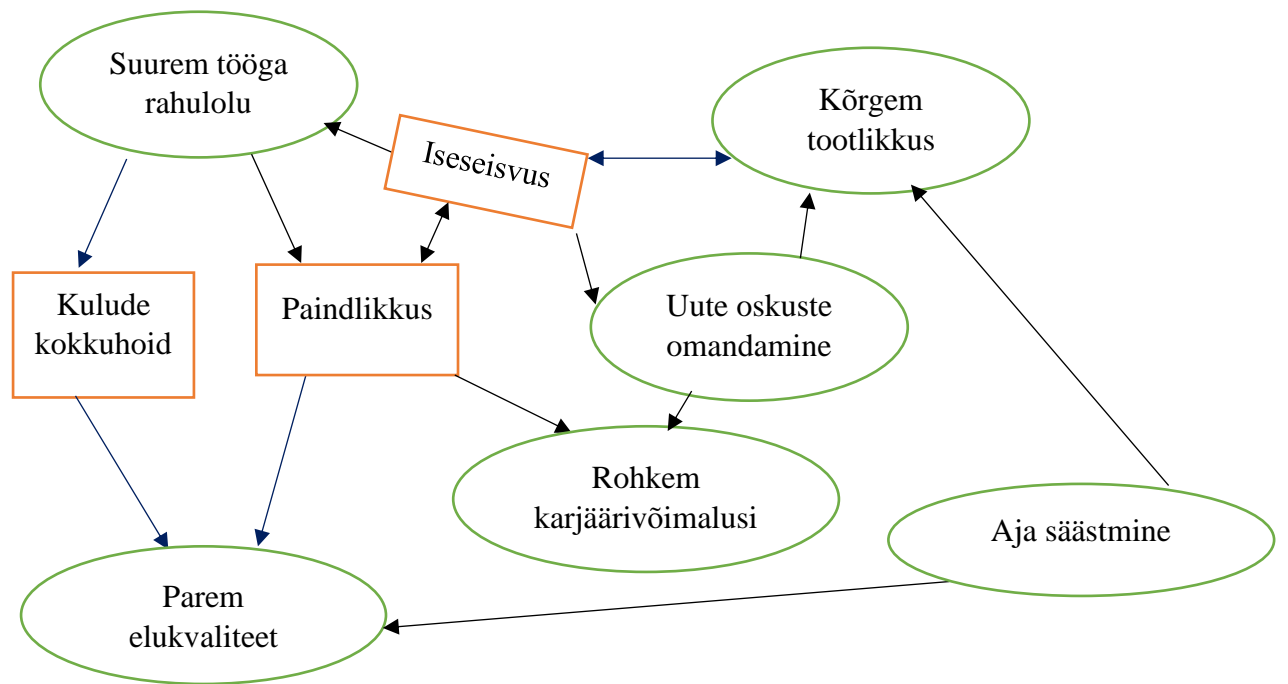 Suurem tööga
rahulolu
Kõrgem
tootlikkus
Iseseisvus
Kulude
kokkuhoid
Paindlikkus
Uute oskuste
omandamine
Rohkem
karjäärivõimalusi
Aja säästmine
Parem
elukvaliteet